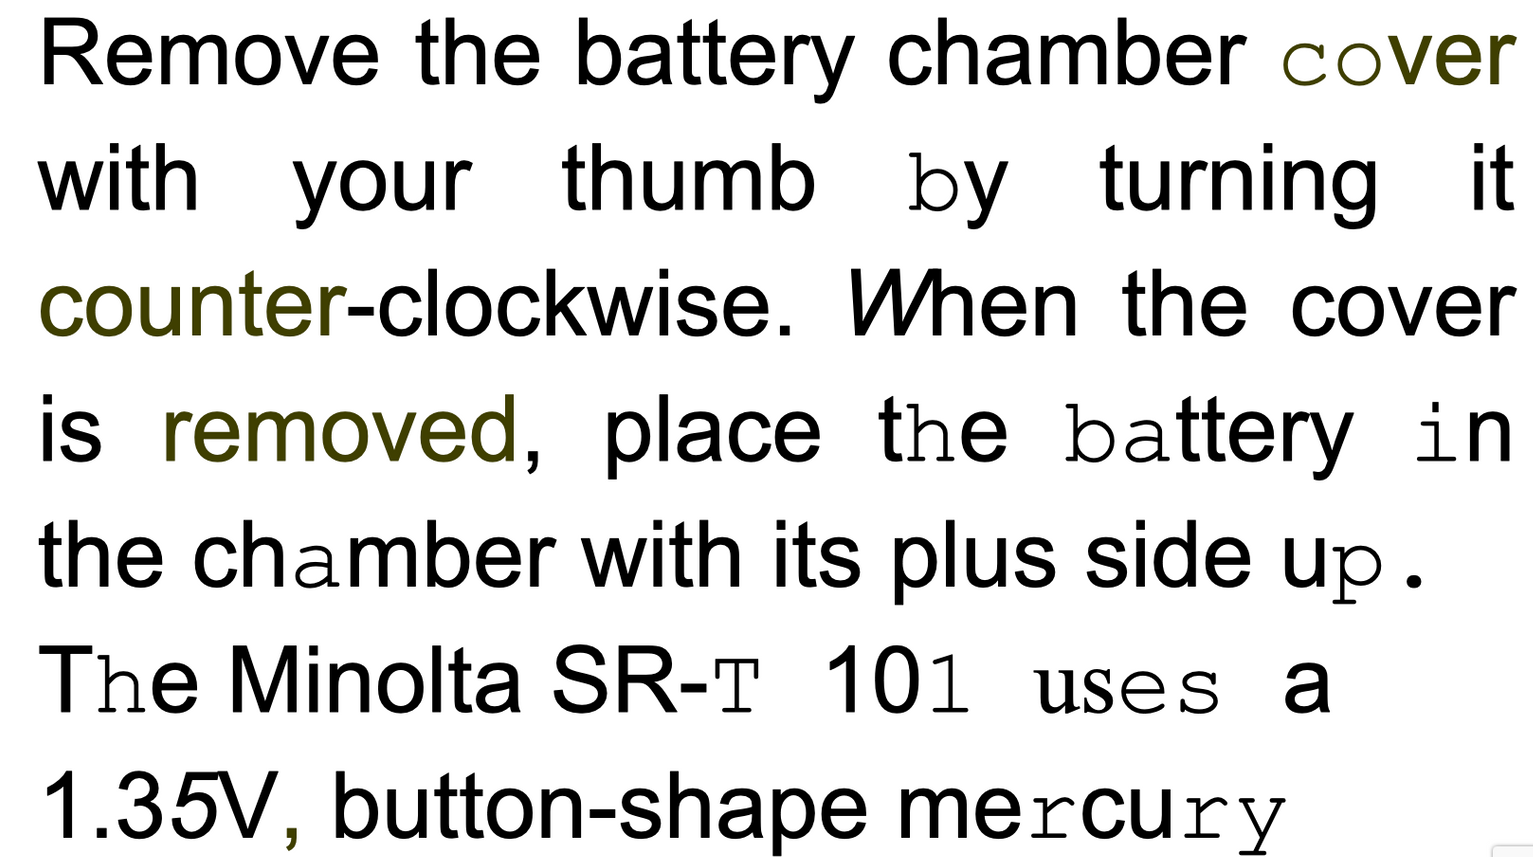 Remove the battery chamber cover
with your thumb by turning it
counter-clockwise. When the cover
is removed, place the battery in
the chamber with its plus side up.
The Minolta SR-T 101 uses a
1.35V, button-shape mercury